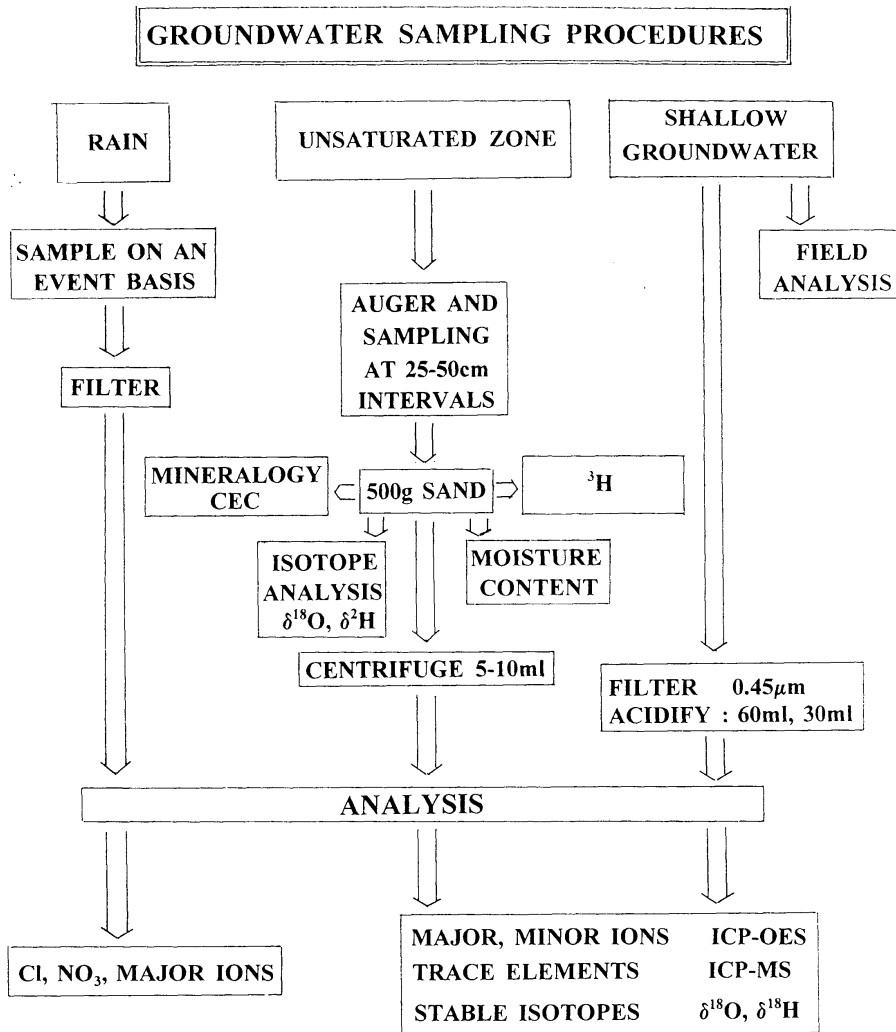 GROUNDWATER SAMPLING PROCEDURES
RAIN
UNSATURATED ZONE
SHALLOW
GROUNDWATER
SAMPLE ON AN
EVENT BASIS
FIELD
ANALYSIS
AUGER AND
SAMPLING
AT 25-50cm
INTERVALS
FILTER
MINERALOGY
CEC
500g SAND
³H
ISOTOPE
ANALYSIS
δ¹⁸O, δ²H
MOISTURE
CONTENT
CENTRIFUGE 5-10ml
FILTER 0.45μm
ACIDIFY : 60ml, 30ml
ANALYSIS
Cl, NO₃, MAJOR IONS
MAJOR, MINOR IONS ICP-OES
TRACE ELEMENTS ICP-MS
STABLE ISOTOPES δ¹⁸O, δ¹⁸H